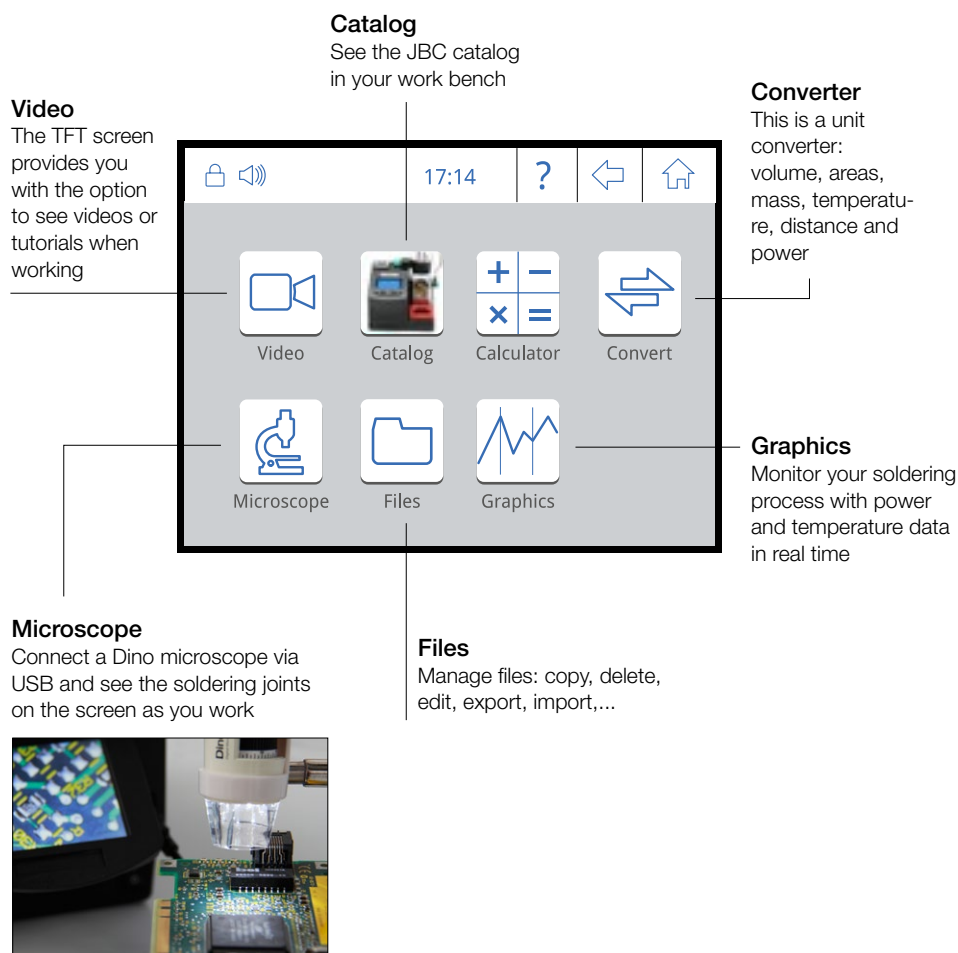 Catalog
See the JBC catalog
in your work bench
Video
The TFT screen
provides you
with the option
to see videos or
tutorials when
working
Converter
This is a unit
converter:
volume, areas,
mass, temperatu-
re, distance and
power
17:14
?
Video
Catalog
Calculator
Convert
Microscope
Files
Graphics
Graphics
Monitor your soldering
process with power
and temperature data
in real time
Microscope
Connect a Dino microscope via
USB and see the soldering joints
on the screen as you work
Files
Manage files: copy, delete,
edit, export, import,...
Dino